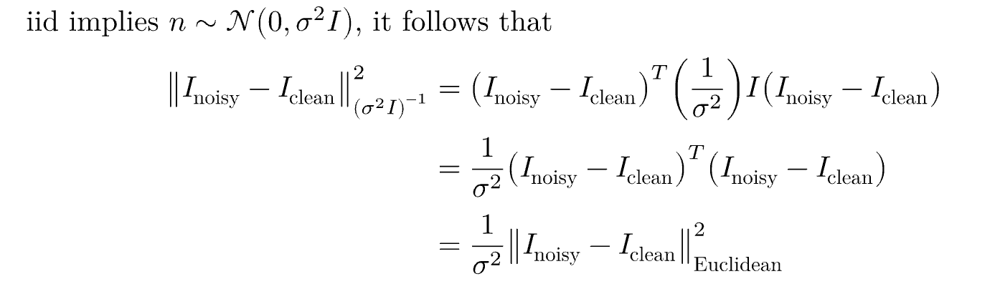 iid implies $n \sim \mathcal{N}(0, \sigma^2 I)$, it follows that
$\left\| I_{\text{noisy}} - I_{\text{clean}} \right\|^2_{(\sigma^2 I)^{-1}} = \left( I_{\text{noisy}} - I_{\text{clean}} \right)^T \left( \frac{1}{\sigma^2} \right) I \left( I_{\text{noisy}} - I_{\text{clean}} \right)$
$= \frac{1}{\sigma^2} \left( I_{\text{noisy}} - I_{\text{clean}} \right)^T \left( I_{\text{noisy}} - I_{\text{clean}} \right)$
$= \frac{1}{\sigma^2} \left\| I_{\text{noisy}} - I_{\text{clean}} \right\|^2_{\text{Euclidean}}$